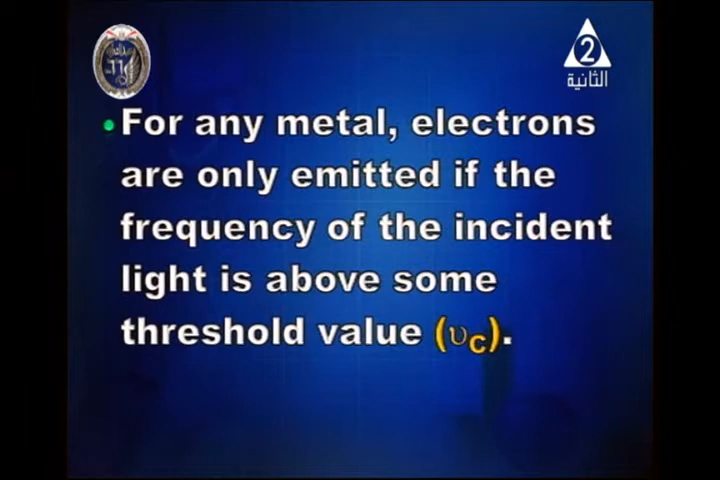 2
الثانية
• For any metal, electrons
are only emitted if the
frequency of the incident
light is above some
threshold value (υc).